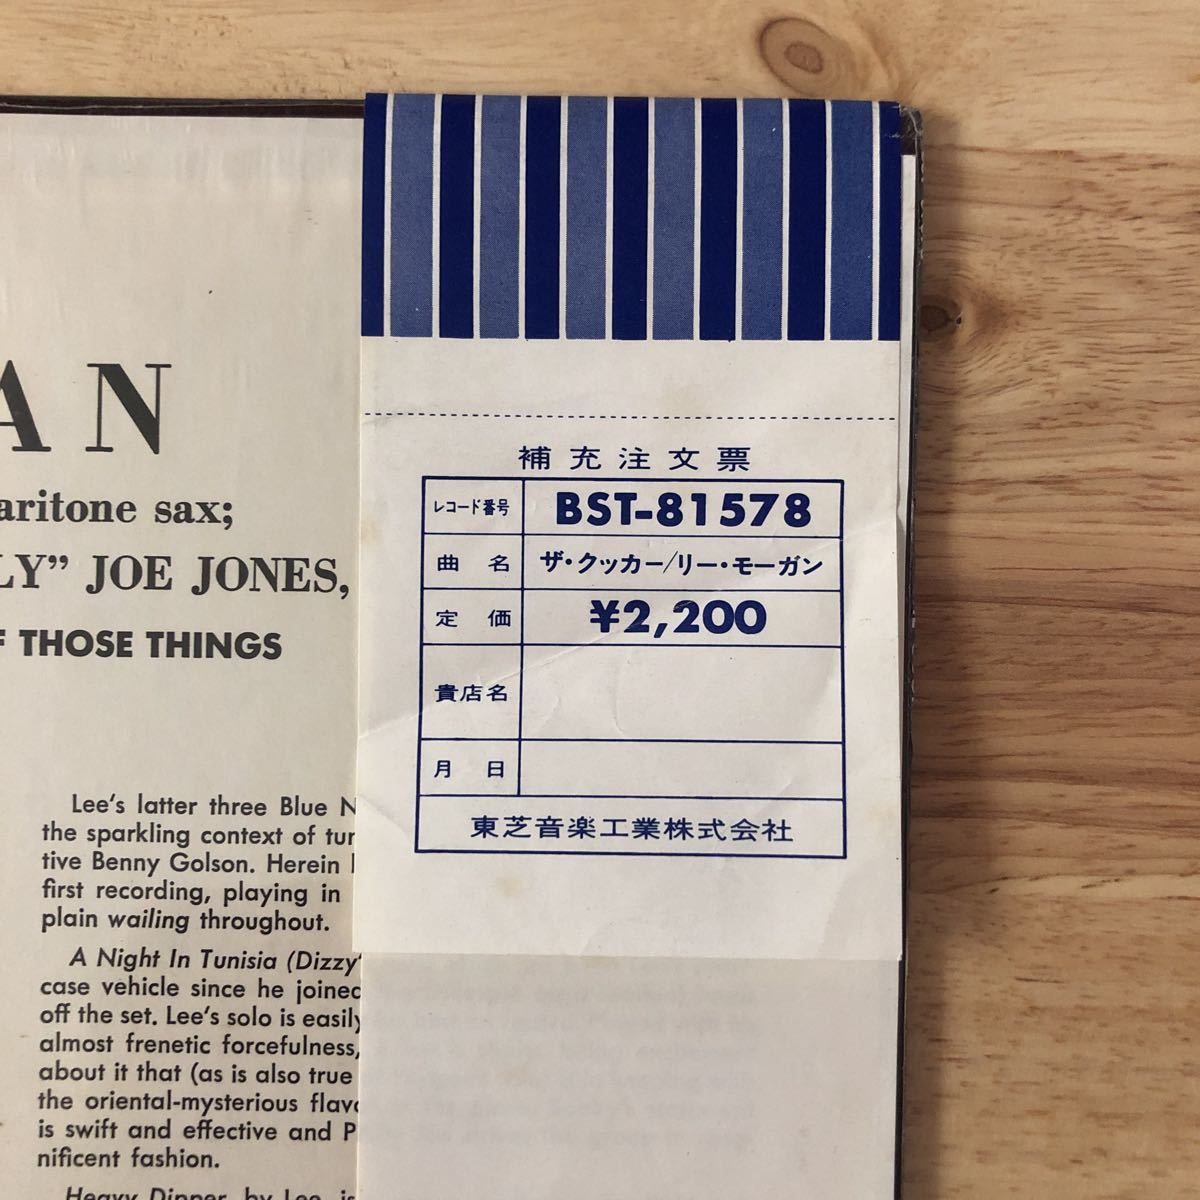 AN
aritone sax;
LY” JOE JONES,
F THOSE THINGS
Lee’s latter three Blue N
the sparkling context of tun
tive Benny Golson. Herein
first recording, playing in
plain wailing throughout.
A Night In Tunisia (Dizzy’
case vehicle since he joined
off the set. Lee’s solo is easily
almost frenetic forcefulness,
about it that (as is also true
the oriental-mysterious flavo
is swift and effective and P
nificent fashion.
Heavy Dipper, by Lee, is
補充注文票
レコード番号 BST-81578
曲名 ザ・クッカー/リー・モーガン
定価 ¥2,200
貴店名
月日
東芝音楽工業株式会社